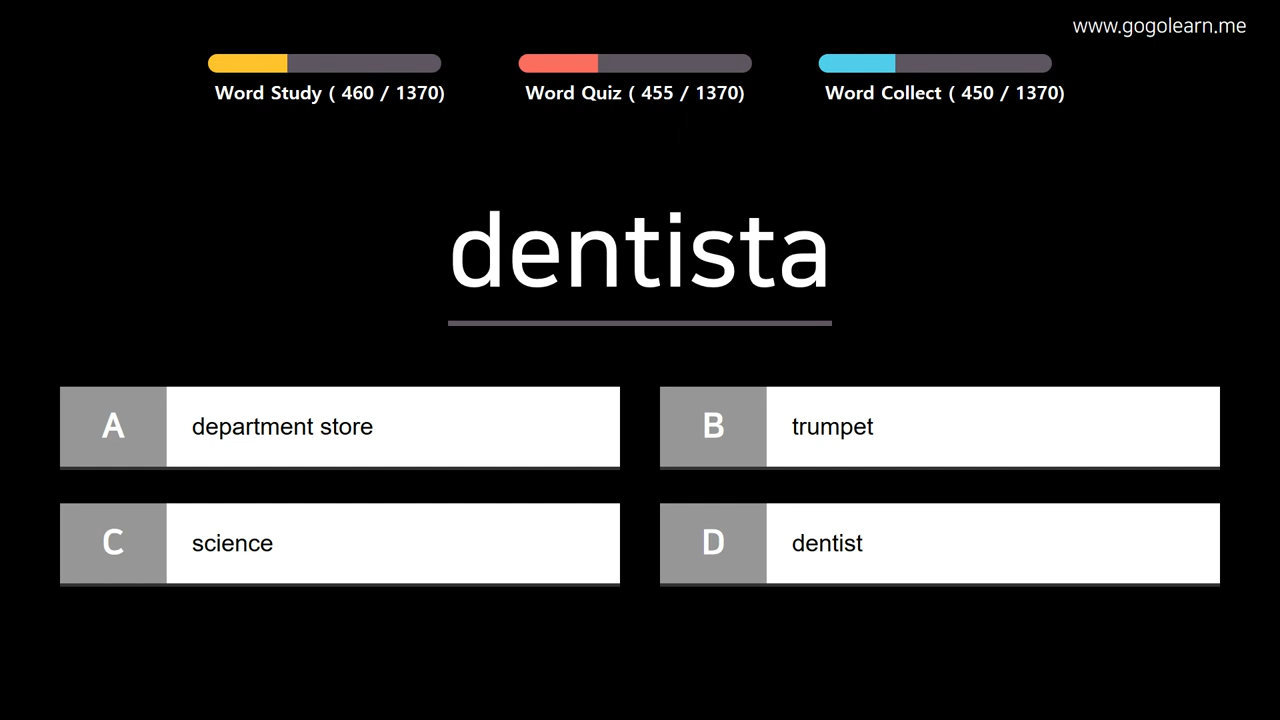 www.gogolearn.me
Word Study ( 460 / 1370)
Word Quiz ( 455 / 1370)
Word Collect ( 450 / 1370)
dentista
A
department store
B
trumpet
C
science
D
dentist